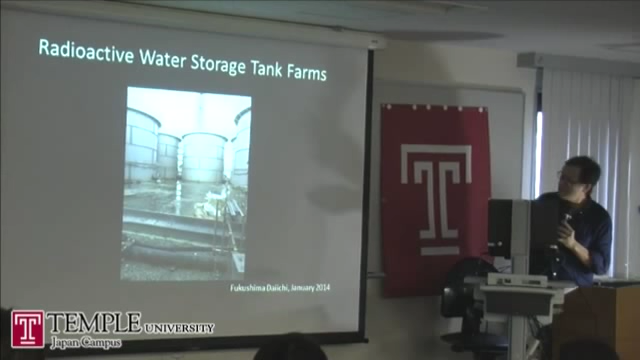 Radioactive Water Storage Tank Farms
Fukushima Daiichi, January 2014
T
T TEMPLE UNIVERSITY
Japan Campus